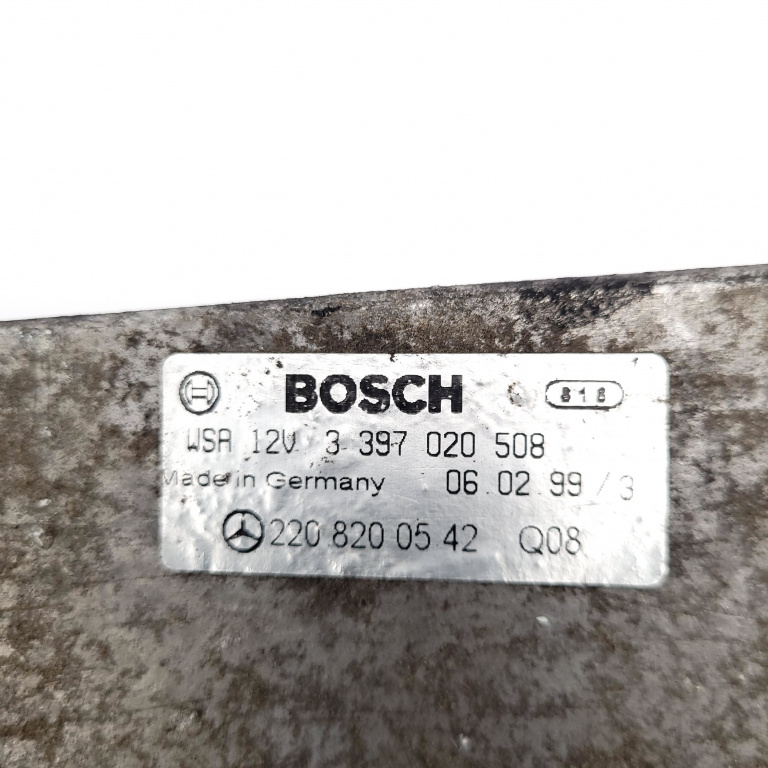 BOSCH 816
WSA 12V 3 397 020 508
Made in Germany 06.02.99 /3
220 820 05 42 Q08